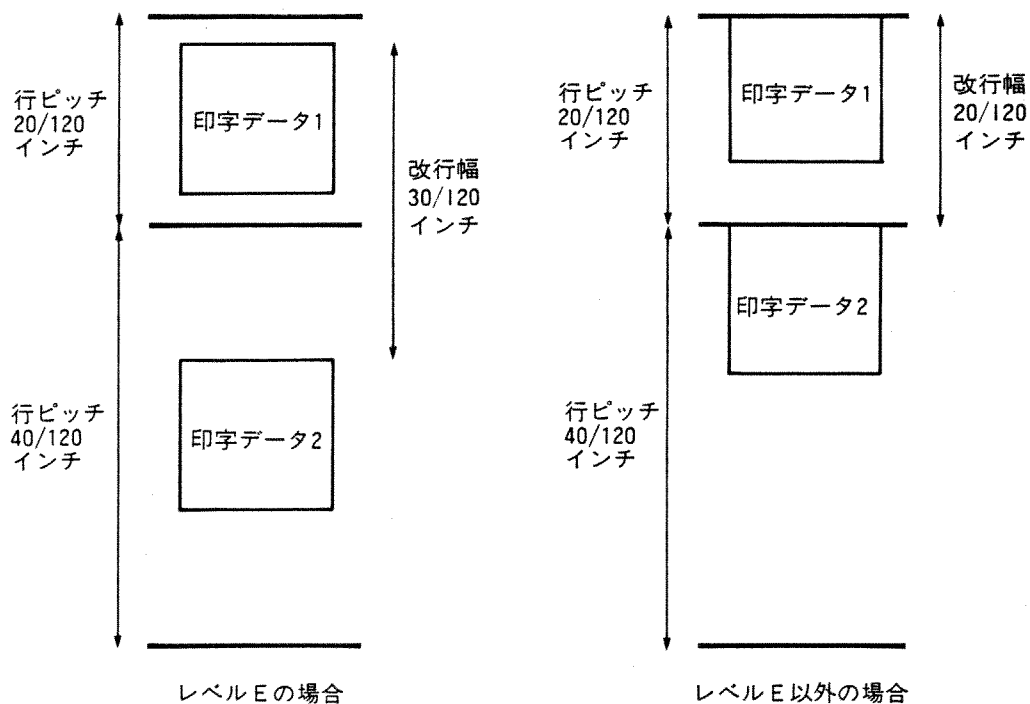 行ピッチ
20/120
インチ
印字データ1
改行幅
30/120
インチ
行ピッチ
40/120
インチ
印字データ2
レベルEの場合
行ピッチ
20/120
インチ
印字データ1
改行幅
20/120
インチ
行ピッチ
40/120
インチ
印字データ2
レベルE以外の場合